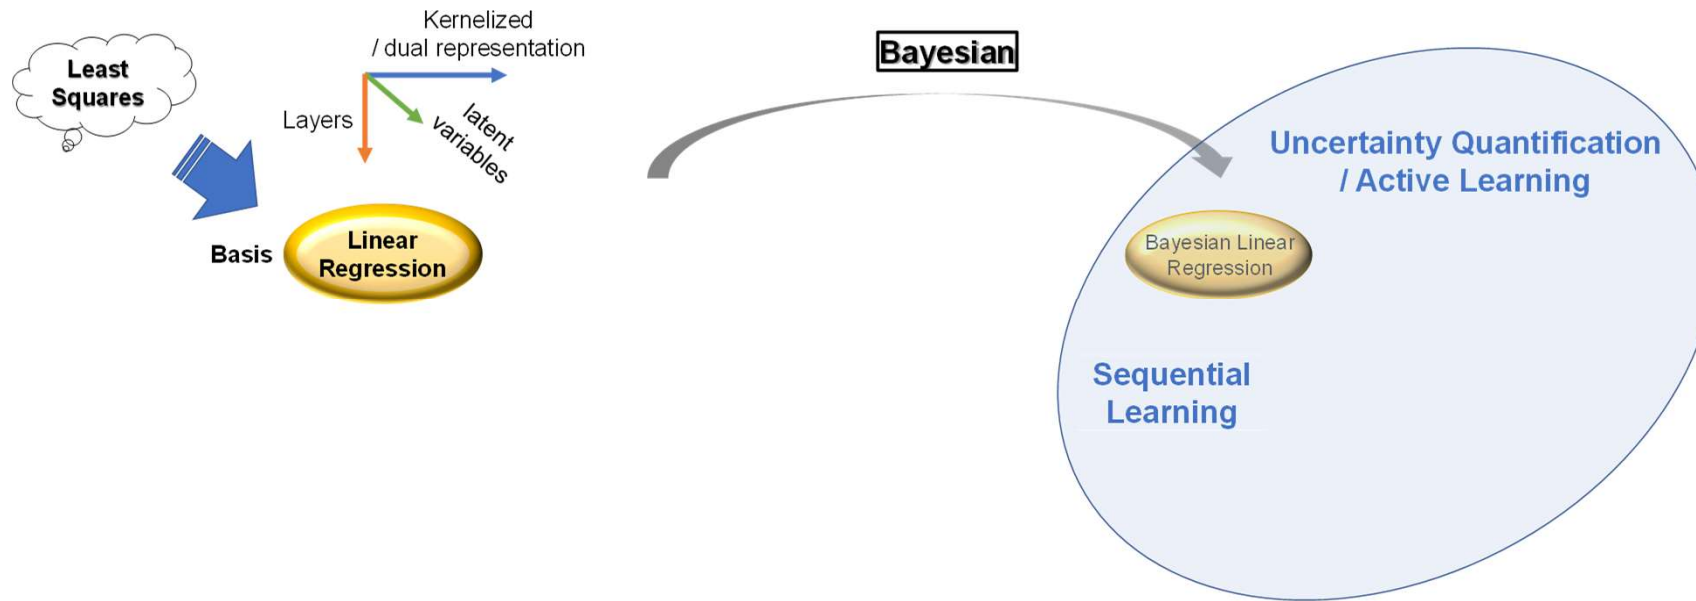 Least
Squares
Kernelized
/ dual representation
Layers
latent
variables
Basis
Linear
Regression
Bayesian
Uncertainty Quantification
/ Active Learning
Bayesian Linear
Regression
Sequential
Learning